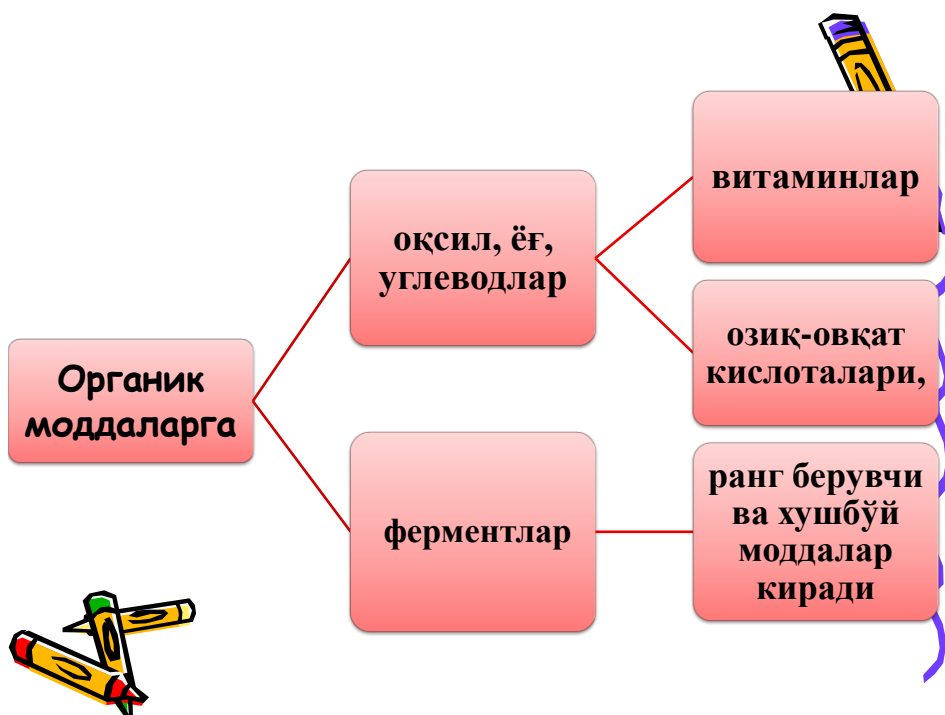 Органик
моддаларга
оқсил, ёғ,
углеводлар
витаминлар
озиқ-овқат
кислоталари,
ферментлар
ранг берувчи
ва хушбўй
моддалар
киради